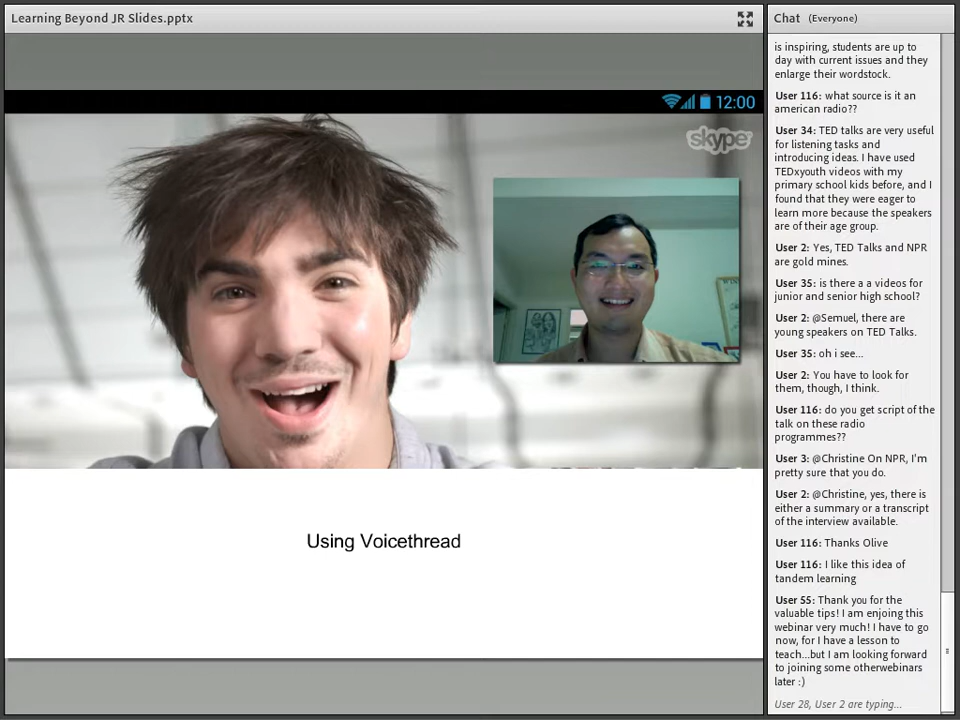 Learning Beyond JR Slides.pptx
12:00
skype
Using Voicethread
Chat (Everyone)
is inspiring, students are up to
day with current issues and they
enlarge their wordstock.
User 116: what source is it an
american radio??
User 34: TED talks are very useful
for listening tasks and
introducing ideas. I have used
TEDxyouth videos with my
primary school kids before, and I
found that they were eager to
learn more because the speakers
are of their age group.
User 2: Yes, TED Talks and NPR
are gold mines.
User 35: is there a a videos for
junior and senior high school?
User 2: @Semuel, there are
young speakers on TED Talks.
User 35: oh i see...
User 2: You have to look for
them, though, I think.
User 116: do you get script of the
talk on these radio
programmes??
User 3: @Christine On NPR, I'm
pretty sure that you do.
User 2: @Christine, yes, there is
either a summary or a transcript
of the interview available.
User 116: Thanks Olive
User 116: I like this idea of
tandem learning
User 55: Thank you for the
valuable tips! I am enjoing this
webinar very much! I have to go
now, for I have a lesson to
teach...but I am looking forward
to joining some otherwebinars
later :)
User 28, User 2 are typing...